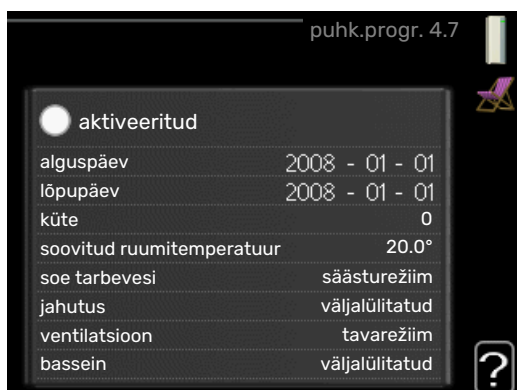 puhk.progr. 4.7
aktiveeritud
alguspäev 2008 - 01 - 01
lõpupäev 2008 - 01 - 01
küte 0
soovitud ruumitemperatuur 20.0°
soe tarbevesi säästurežiim
jahutus väljalülitatud
ventilatsioon tavarežiim
bassein väljalülitatud
?